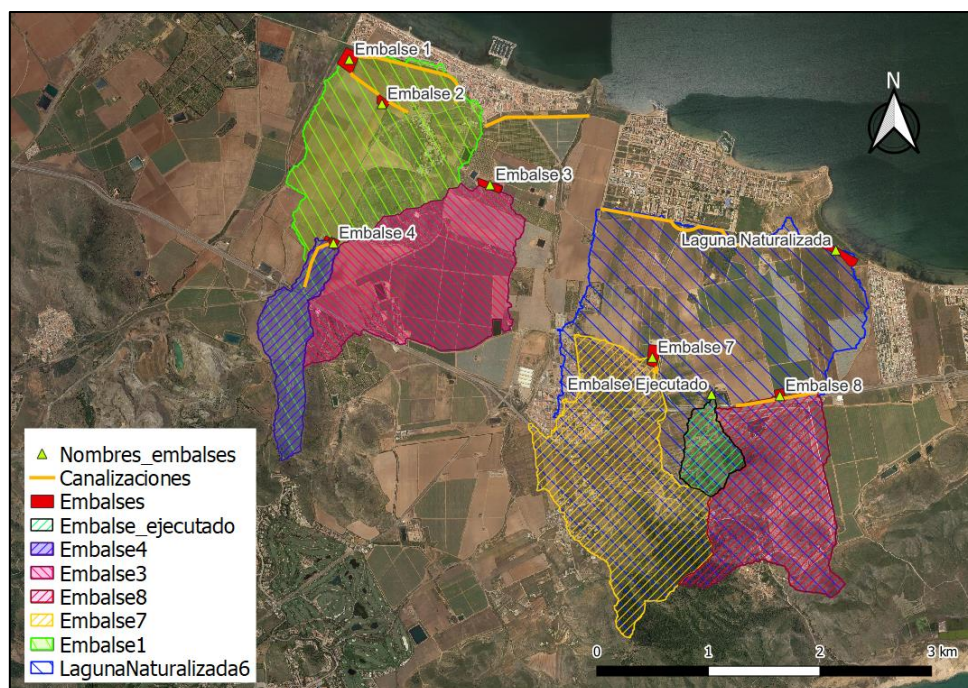 Embalse 1
Embalse 2
N
Embalse 3
Embalse 4
Laguna Naturalizada
Embalse 7
Embalse Ejecutado
Embalse 8
Nombres_embalses
Canalizaciones
Embalses
Embalse_ejecutado
Embalse4
Embalse3
Embalse8
Embalse7
Embalse1
LagunaNaturalizada6
0 1 2 3 km